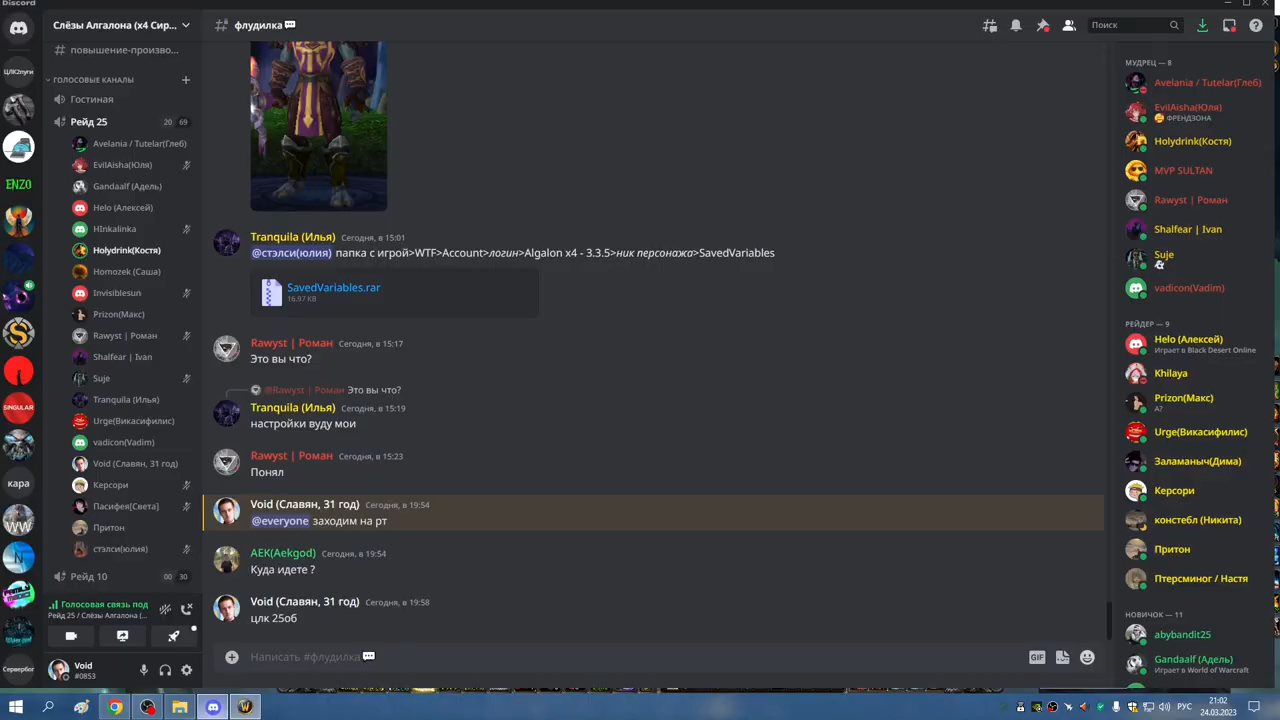 Discord
Слёзы Алгалона (x4 Сир...
повышение-произво...
ГОЛОСОВЫЕ КАНАЛЫ
Гостиная
Рейд 25 20 69
Avelania / Tutelar(Глеб)
EvilAisha(Юля)
Gandaalf (Адель)
Helo (Алексей)
HInkalinka
Holydrink(Костя)
Homozek (Саша)
Invisiblesun
Prizon(Макс)
Rawyst | Роман
Shalfear | Ivan
Suje
Tranquila (Илья)
Urge(Викасифилис)
vadicon(Vadim)
Void (Славян, 31 год)
Керсори
Пасифея[Света]
Притон
стэлси(юлия)
Рейд 10 00 30
Голосовая связь под
Рейд 25 / Слёзы Алгалона (...
Void
#0853
ЦЛК2пуги
ENZO
SINGULAR
кара
WW
N
Сервербог
флудилка
Поиск
Tranquila (Илья) Сегодня, в 15:01
@стэлси(юлия) папка с игрой>WTF>Account>логин>Algalon x4 - 3.3.5>ник персонажа>SavedVariables
SavedVariables.rar
16.97 KB
Rawyst | Роман Сегодня, в 15:17
Это вы что?
@Rawyst | Роман Это вы что?
Tranquila (Илья) Сегодня, в 15:19
настройки вуду мои
Rawyst | Роман Сегодня, в 15:23
Понял
Void (Славян, 31 год) Сегодня, в 19:54
@everyone заходим на рт
AEK(Aekgod) Сегодня, в 19:54
Куда идете ?
Void (Славян, 31 год) Сегодня, в 19:58
цлк 25об
Написать #флудилка
GIF
МУДРЕЦ — 8
Avelania / Tutelar(Глеб)
EvilAisha(Юля)
ФРЕНДЗОНА
Holydrink(Костя)
MVP SULTAN
Rawyst | Роман
Shalfear | Ivan
Suje
vadicon(Vadim)
РЕЙДЕР — 9
Helo (Алексей)
Играет в Black Desert Online
Khilaya
Prizon(Макс)
А?
Urge(Викасифилис)
Заламаныч(Дима)
Керсори
констебл (Никита)
Притон
Птерсминог / Настя
НОВИЧОК — 11
abybandit25
Gandaalf (Адель)
Играет в World of Warcraft
РУС
21:02
24.03.2023